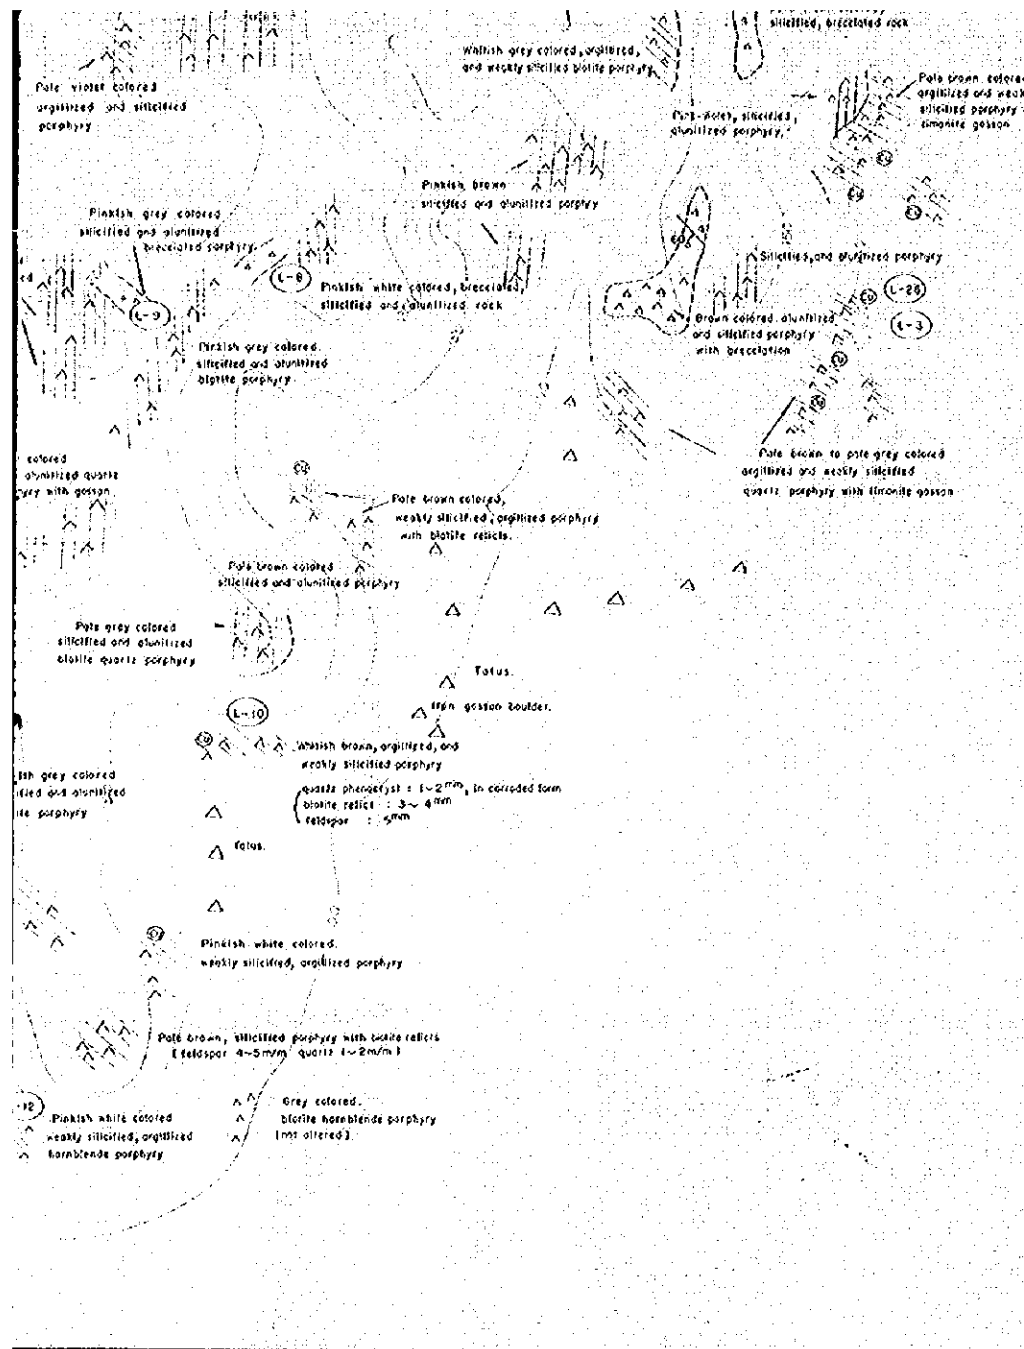 silicified, brecciated rock
Whitish grey colored, argillized,
and weakly silicified biotite porphyry
Pale violet colored
argillized and silicified
porphyry
Pale brown colored
argillized and weak
silicified porphyry
limonite gossan
silicified,
alunitized porphyry,
Pinkish brown
silicified and alunitized porphyry
Pinkish grey colored
silicified and alunitized
brecciated porphyry
Silicified, and alunitized porphyry
L-8
Pinkish white colored, brecciated,
silicified and, alunitized rock
L-26
L-9
L-3
Brown colored alunitized
and silicified porphyry
with brecciation
Pinkish grey colored.
silicified and alunitized
biotite porphyry.
colored
alunitized quartz
yry with gossan
Pale brown to pale grey colored
argillized and weakly silicified
quartz porphyry with limonite gossan
Pale brown colored,
weakly silicified, argillized porphyry
with biotite relicts.
Pale brown colored
silicified and alunitized porphyry
Pale grey colored
silicified and alunitized
biotite quartz porphyry
Talus.
Iron gossan boulder.
L-10
Whitish brown, argillized, and
weakly silicified porphyry
ish grey colored
ified and alunitized
ite porphyry
quartz phenocryst : 1~2mm, in corroded form
biotite relict : 3~4mm
feldspar : 5mm
Talus.
Pinkish white colored.
weakly silicified, argillized porphyry
Pale brown, silicified porphyry with biotite relicts
(feldspar 4~5m/m quartz 1~2m/m)
-12
Pinkish white colored
weakly silicified, argillized
hornblende porphyry
Grey colored.
biotite hornblende porphyry
(not altered).